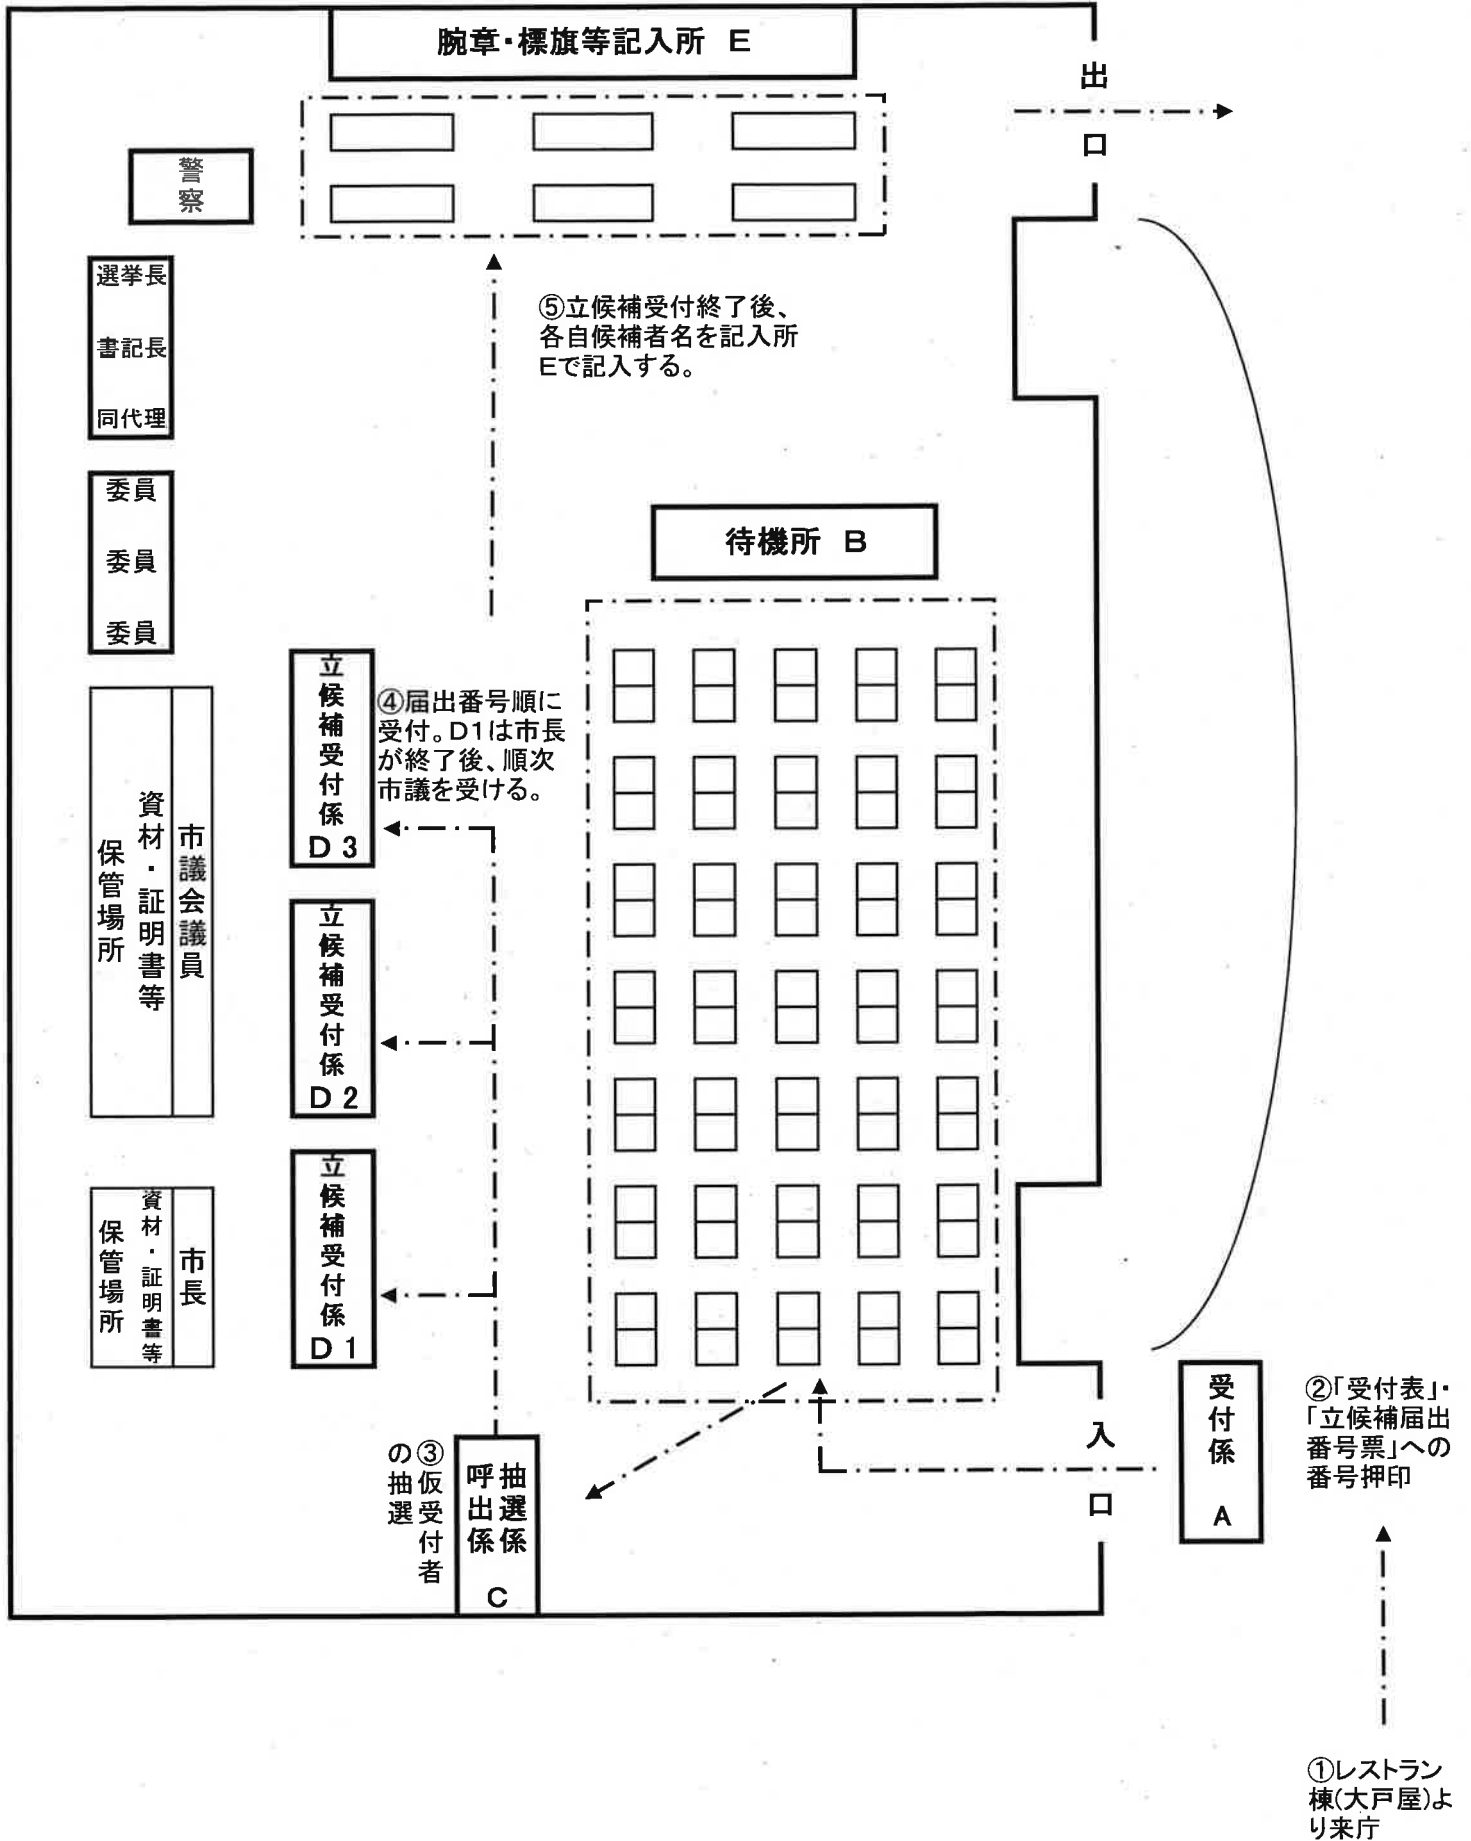 腕章・標旗等記入所 E
出口
警
察
選挙長
書記長
同代理
⑤立候補受付終了後、
各自候補者名を記入所
Eで記入する。
委員
委員
委員
待機所 B
立候補受付係
D3
④届出番号順に
受付。D1は市長
が終了後、順次
市議を受ける。
市議会議員
資材・証明書等
保管場所
立候補受付係
D2
立候補受付係
D1
市長
資材・証明書等
保管場所
③仮受付者
の抽選
抽選係
呼出係
C
入口
受付係
A
②「受付表」・
「立候補届出
番号票」への
番号押印
①レストラン
棟(大戸屋)よ
り来庁